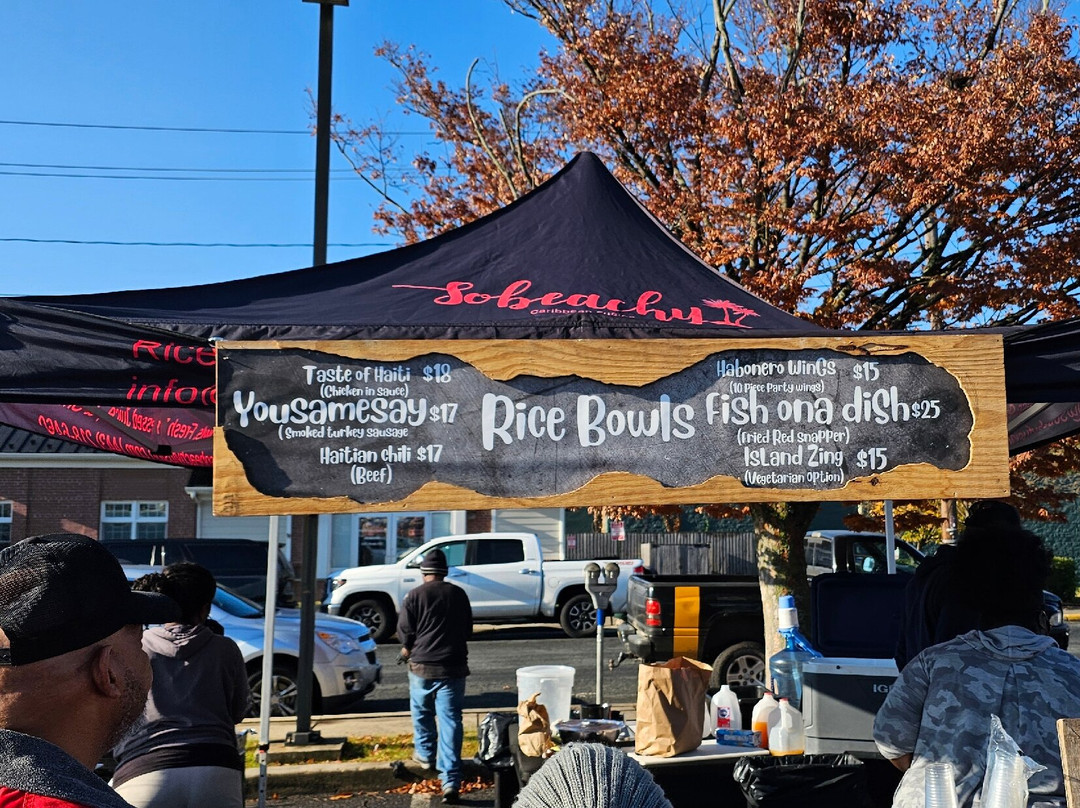 Sobeachy
Caribbean
Rice
info@
Taste of Haiti $18
(Chicken in sauce)
Yousamesay $17
(Smoked turkey sausage
Haitian chili $17
(Beef)
Rice Bowls
Habonero Wings $15
(10 Piece Party wings)
Fish ona dish $25
(Fried Red snapper)
Island Zing $15
(Vegetarian Option)
IG